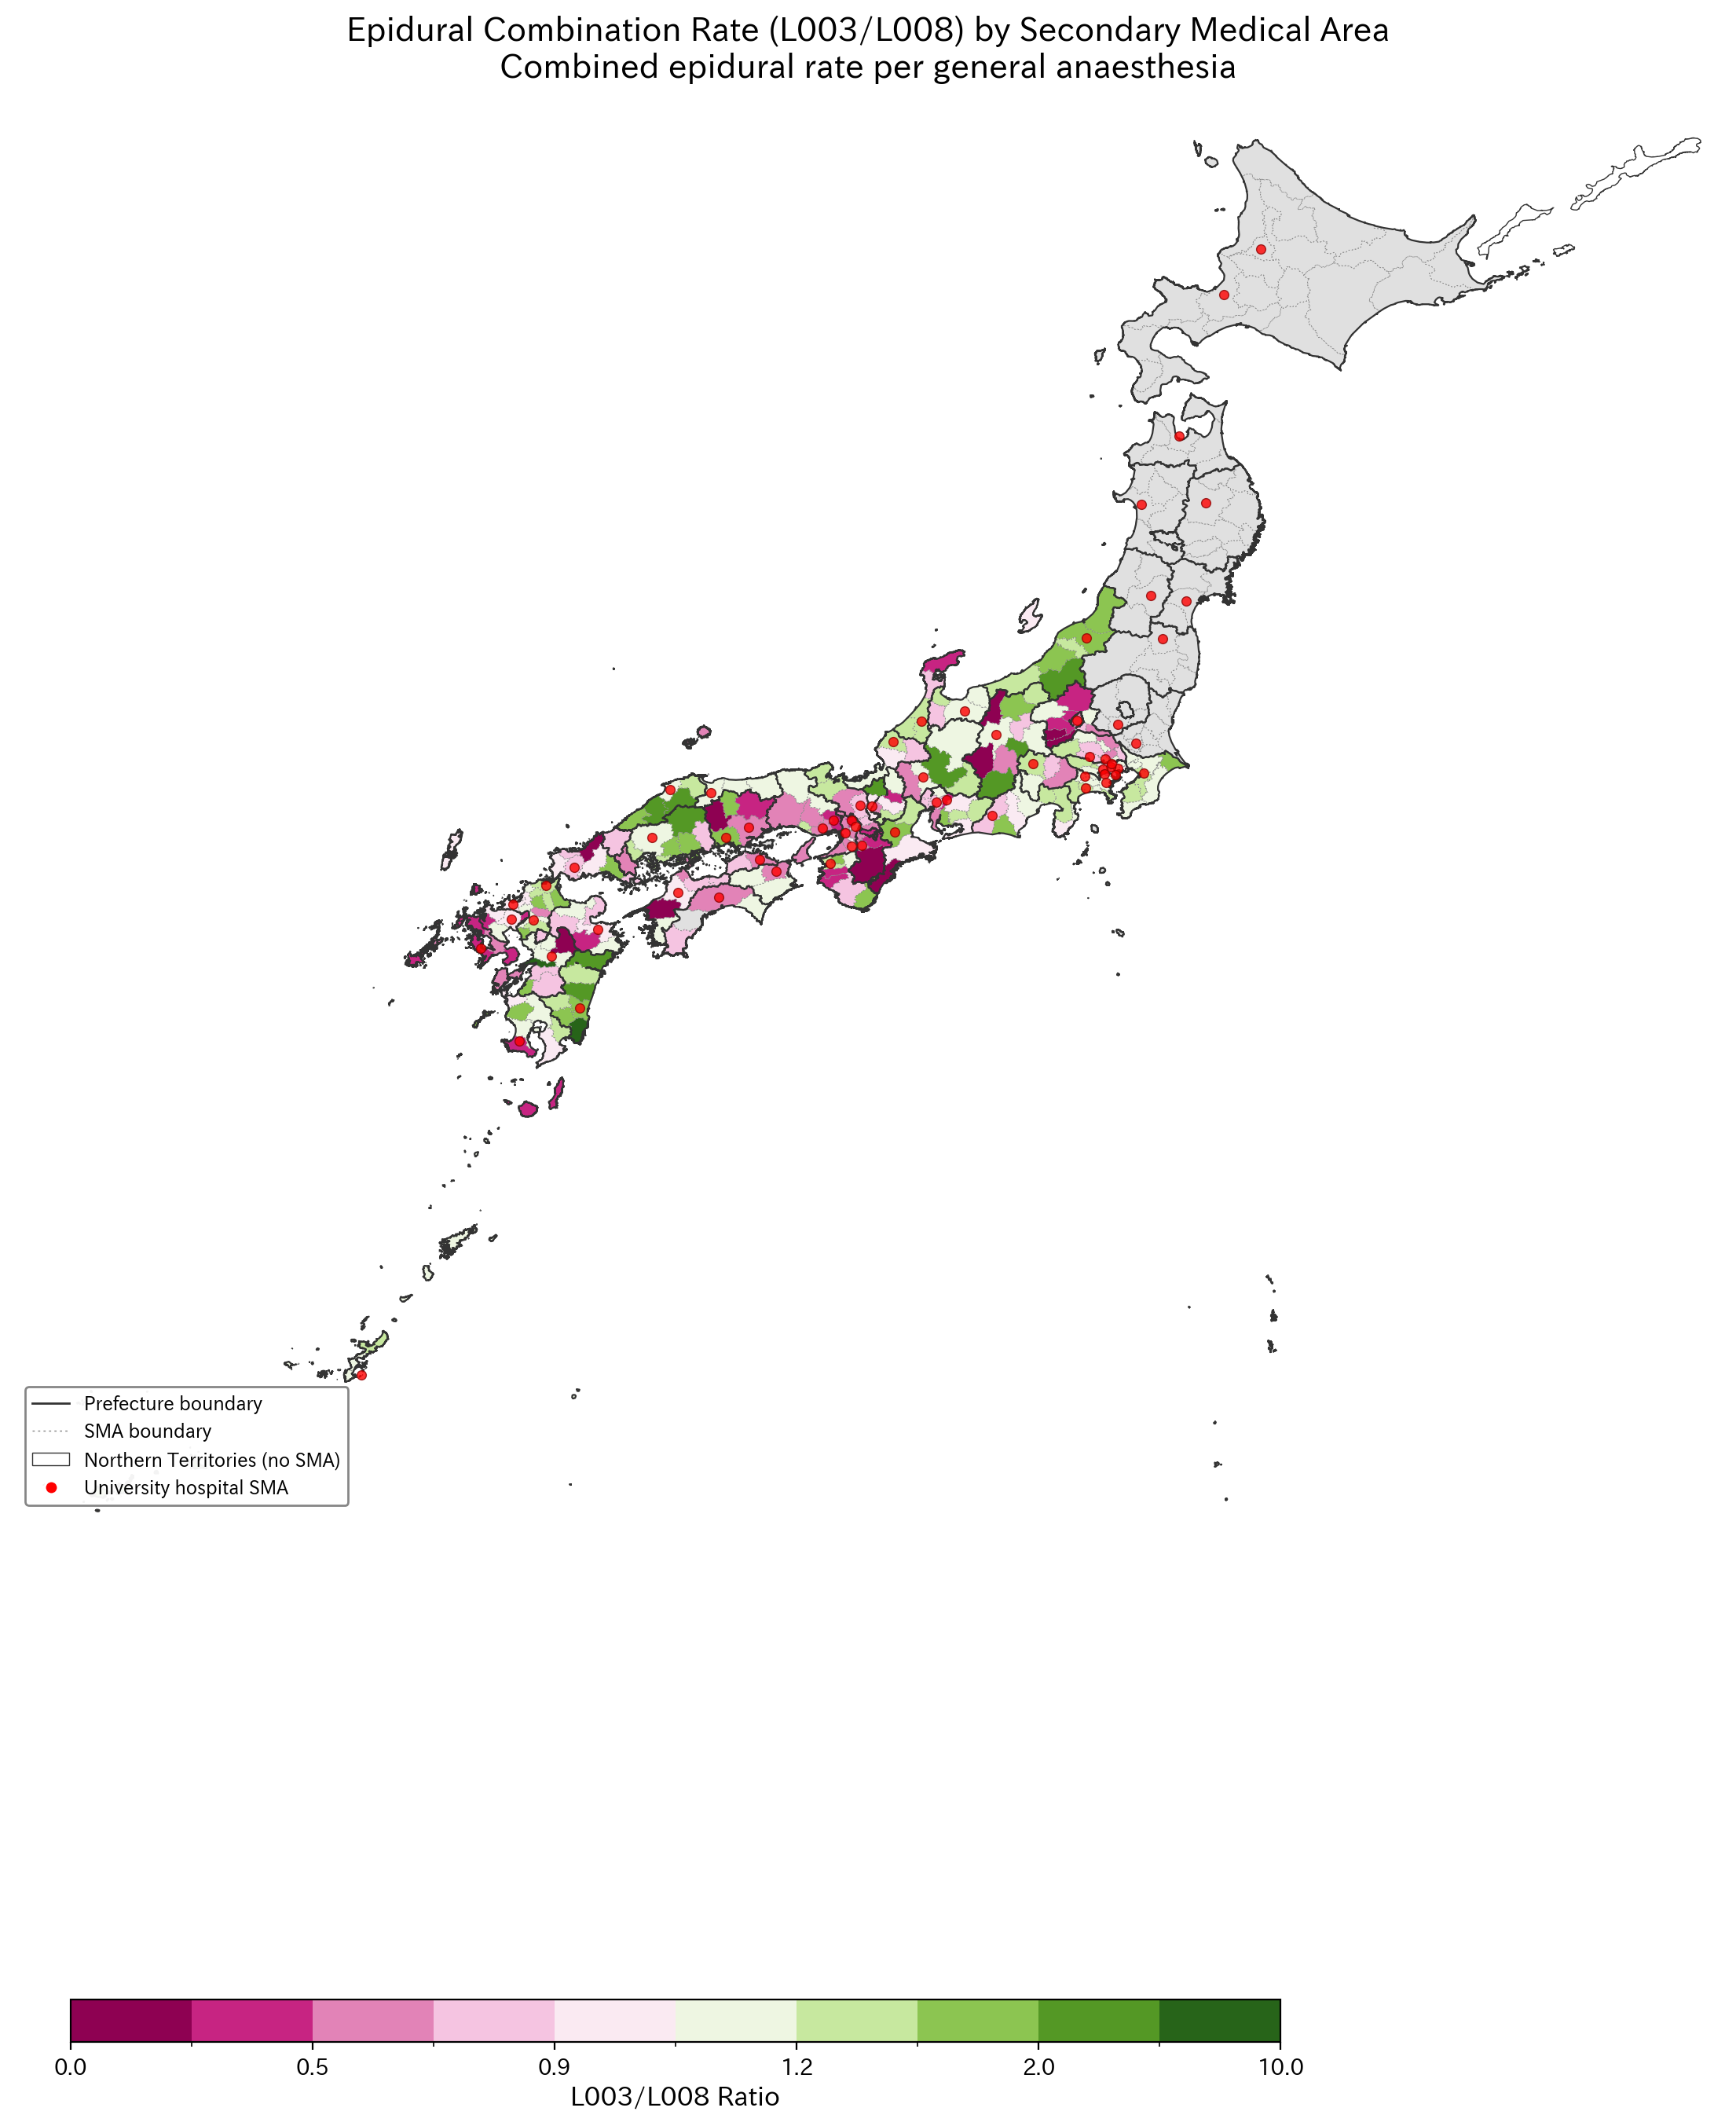 Epidural Combination Rate (L003/L008) by Secondary Medical Area
Combined epidural rate per general anaesthesia
Prefecture boundary
SMA boundary
Northern Territories (no SMA)
University hospital SMA
0.0 0.5 0.9 1.2 2.0 10.0
L003/L008 Ratio